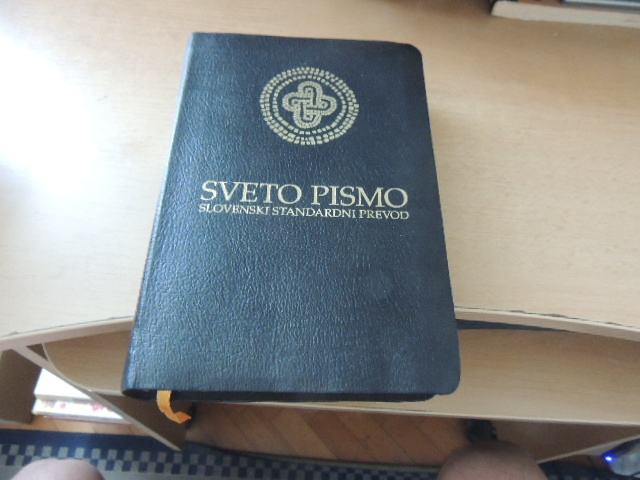 SVETO PISMO
SLOVENSKI STANDARDNI PREVOD